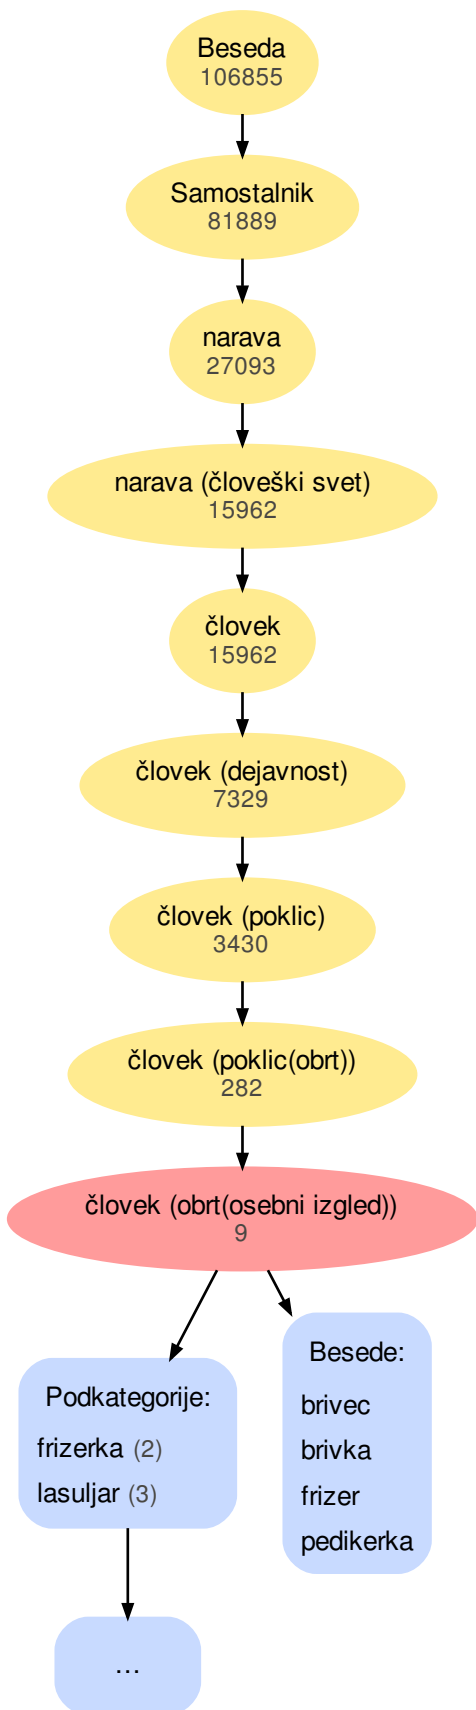 Beseda
106855
Samostalnik
81889
narava
27093
narava (človeški svet)
15962
človek
15962
človek (dejavnost)
7329
človek (poklic)
3430
človek (poklic(obrt))
282
človek (obrt(osebni izgled))
9
Podkategorije:
frizerka (2)
lasuljar (3)
...
Besede:
brivec
brivka
frizer
pedikerka